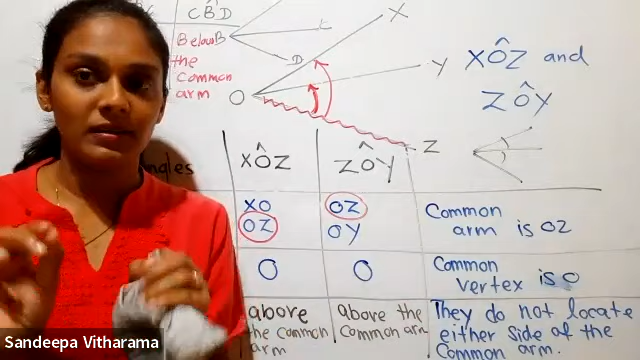 CB̂D
Below
the
common
arm
B
D
O
X
Y
Z
XÔZ and
ZÔY
Angles
XÔZ
ZÔY
XO
OZ
OZ
OY
Common
arm is OZ
O
O
Common
vertex is O
above
the common
arm
above the
Common arm
They do not locate
either side of the
Common arm.
Sandeepa Vitharama